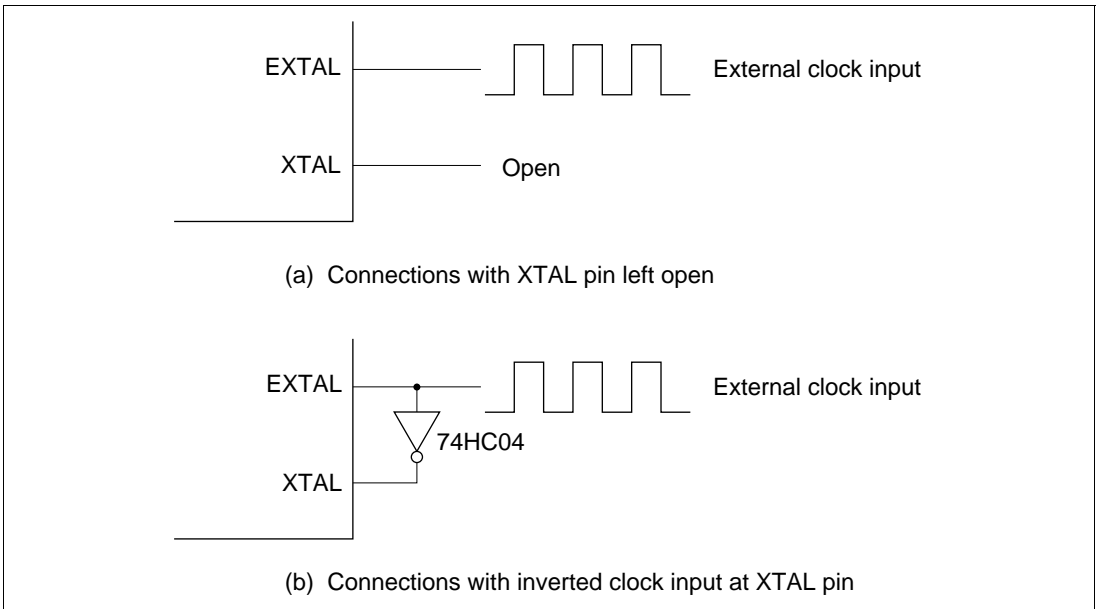 EXTAL
External clock input
XTAL
Open
(a) Connections with XTAL pin left open
EXTAL
External clock input
74HC04
XTAL
(b) Connections with inverted clock input at XTAL pin